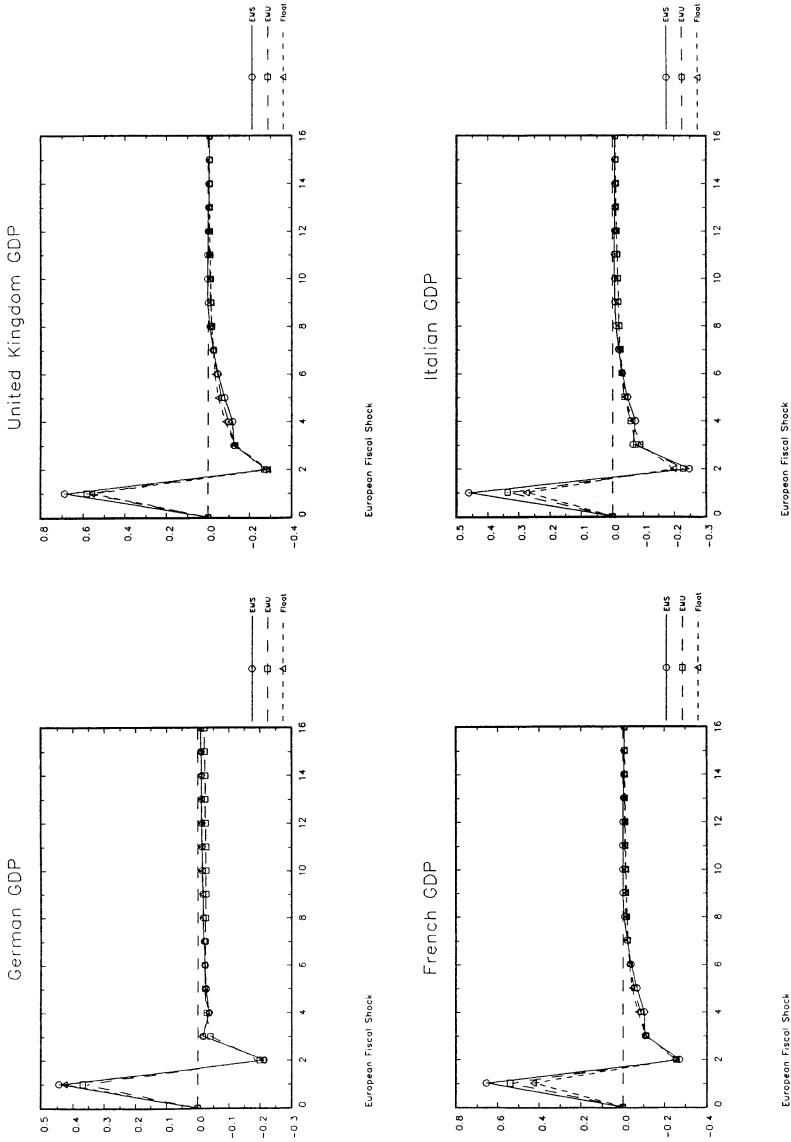 German GDP
0.5
0.4
0.3
0.2
0.1
0.0
-0.1
-0.2
-0.3
0 2 4 6 8 10 12 14 16
EMS
EMU
Float
European Fiscal Shock
United Kingdom GDP
0.8
0.6
0.4
0.2
0.0
-0.2
-0.4
0 2 4 6 8 10 12 14 16
EMS
EMU
Float
European Fiscal Shock
French GDP
0.8
0.6
0.4
0.2
0.0
-0.2
-0.4
0 2 4 6 8 10 12 14 16
EMS
EMU
Float
European Fiscal Shock
Italian GDP
0.5
0.4
0.3
0.2
0.1
0.0
-0.1
-0.2
-0.3
0 2 4 6 8 10 12 14 16
EMS
EMU
Float
European Fiscal Shock